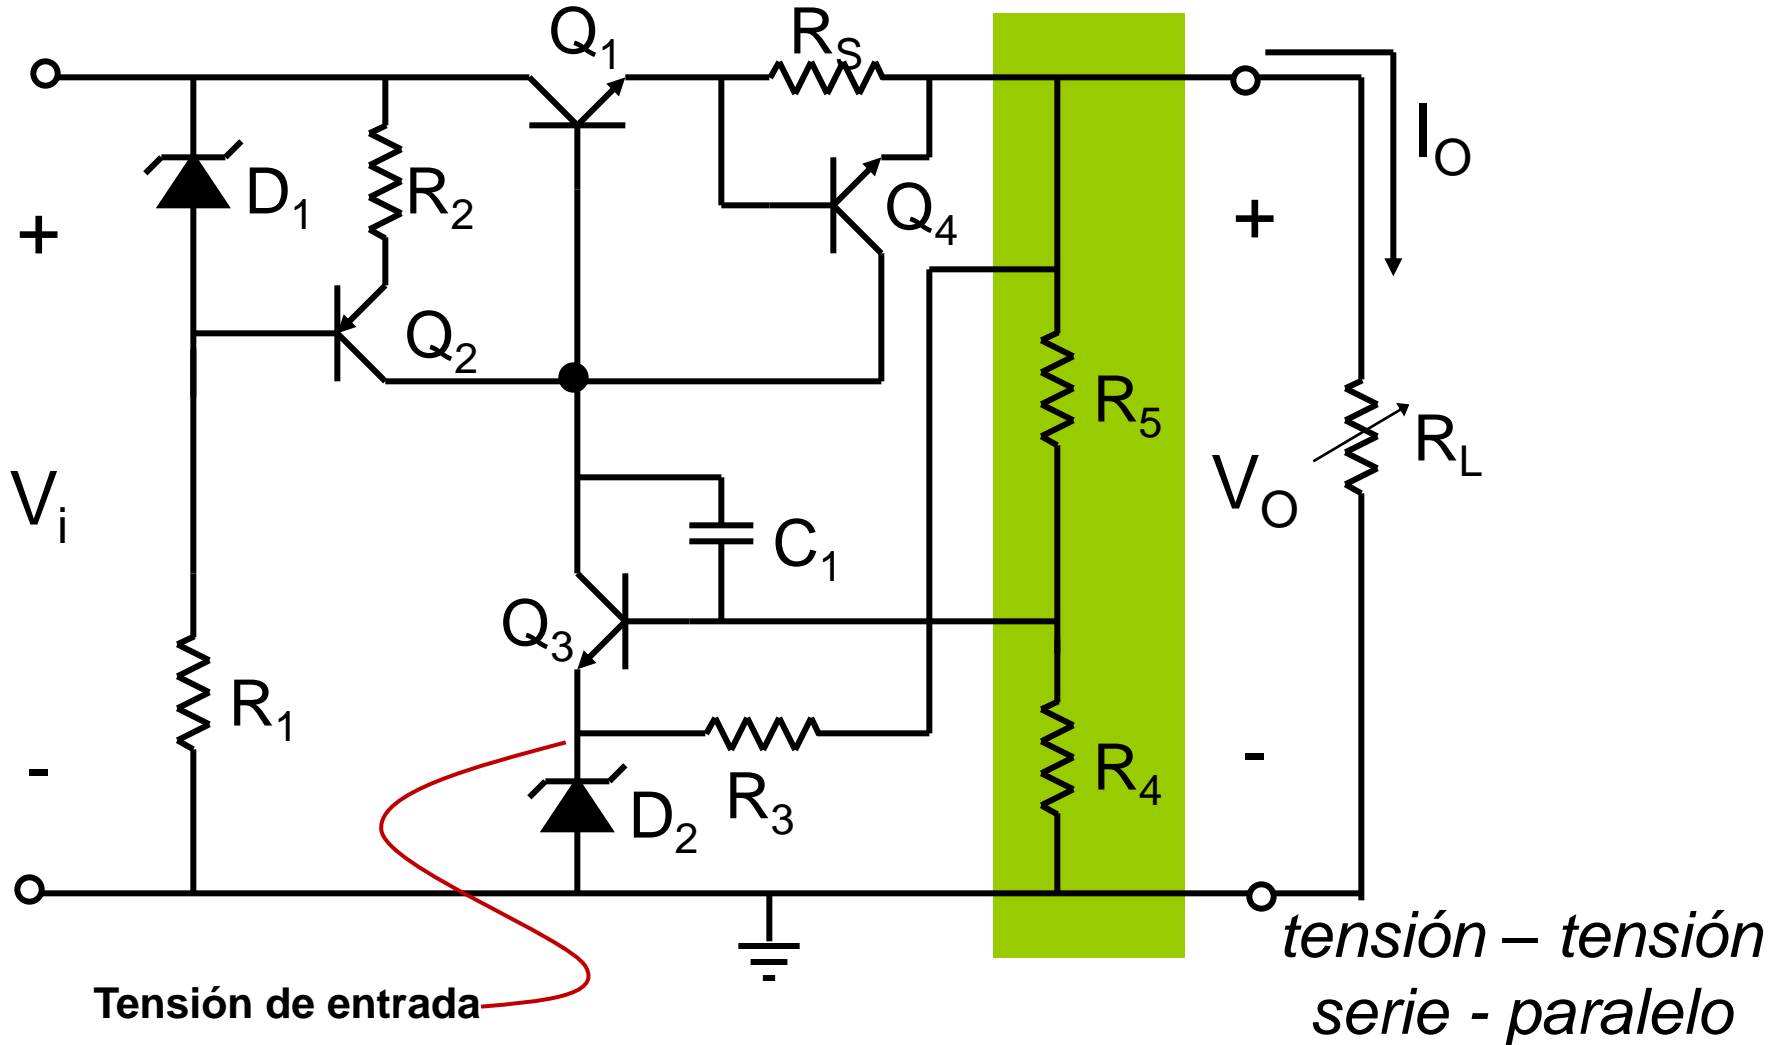 Q1
RS
IO
D1
R2
Q4
+
+
Q2
R5
RL
Vi
VO
C1
Q3
R1
-
-
R3
D2
R4
tensión – tensión
serie - paralelo
Tensión de entrada